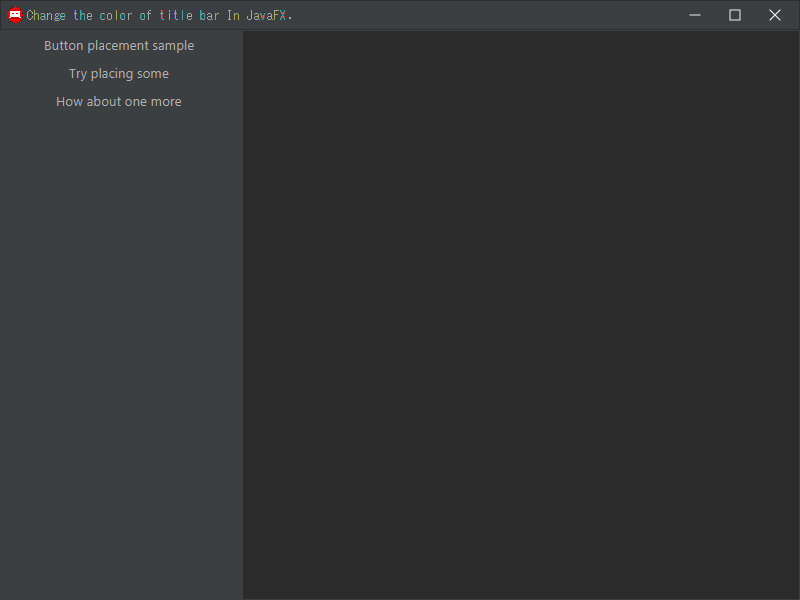 Change the color of title bar In JavaFX.
Button placement sample
Try placing some
How about one more